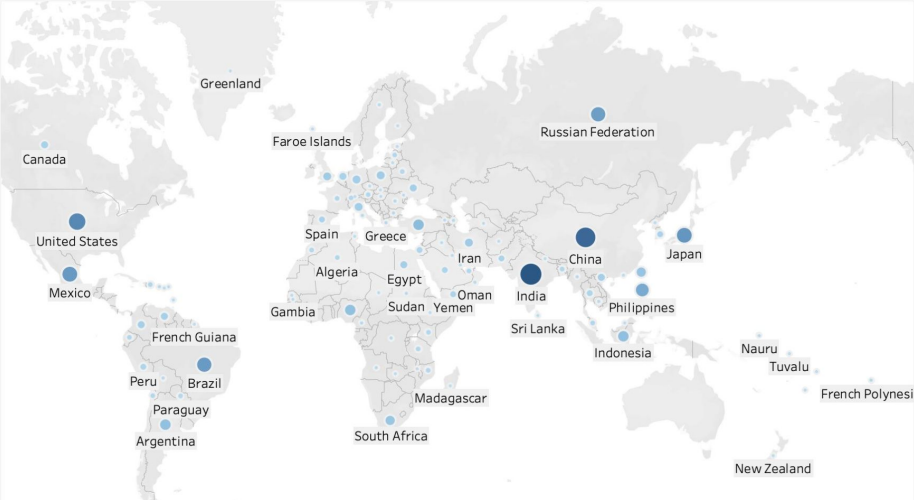 Greenland
Russian Federation
Faroe Islands
Canada
United States
Spain
Greece
Japan
China
Iran
Algeria
Egypt
Mexico
India
Oman
Sudan
Yemen
Gambia
Philippines
Sri Lanka
French Guiana
Indonesia
Nauru
Tuvalu
Peru
Brazil
French Polynesi
Madagascar
Paraguay
Argentina
South Africa
New Zealand